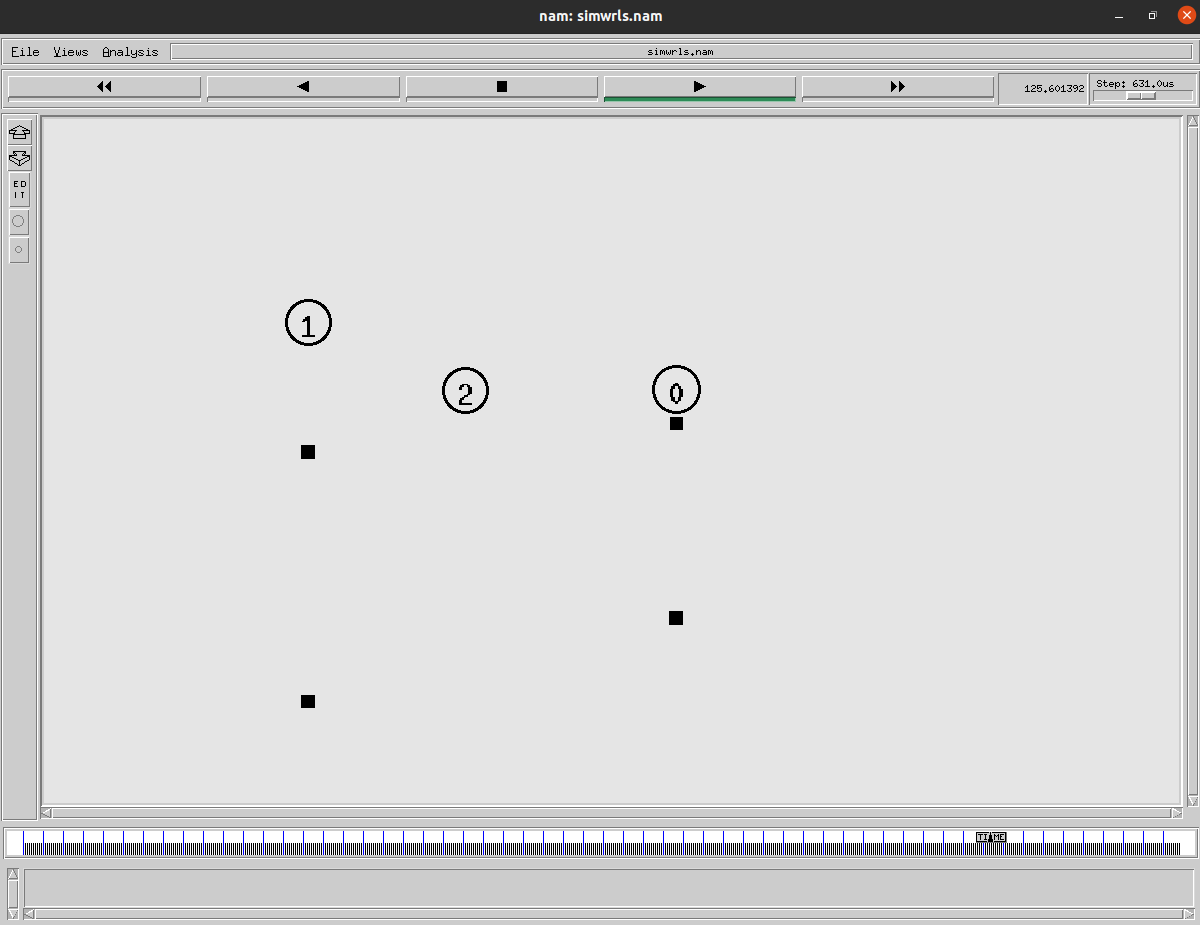 nam: simwrls.nam
File Views Analysis simwrls.nam
125.601392 Step: 631.0us
ED
IT
1
2 0
TIME